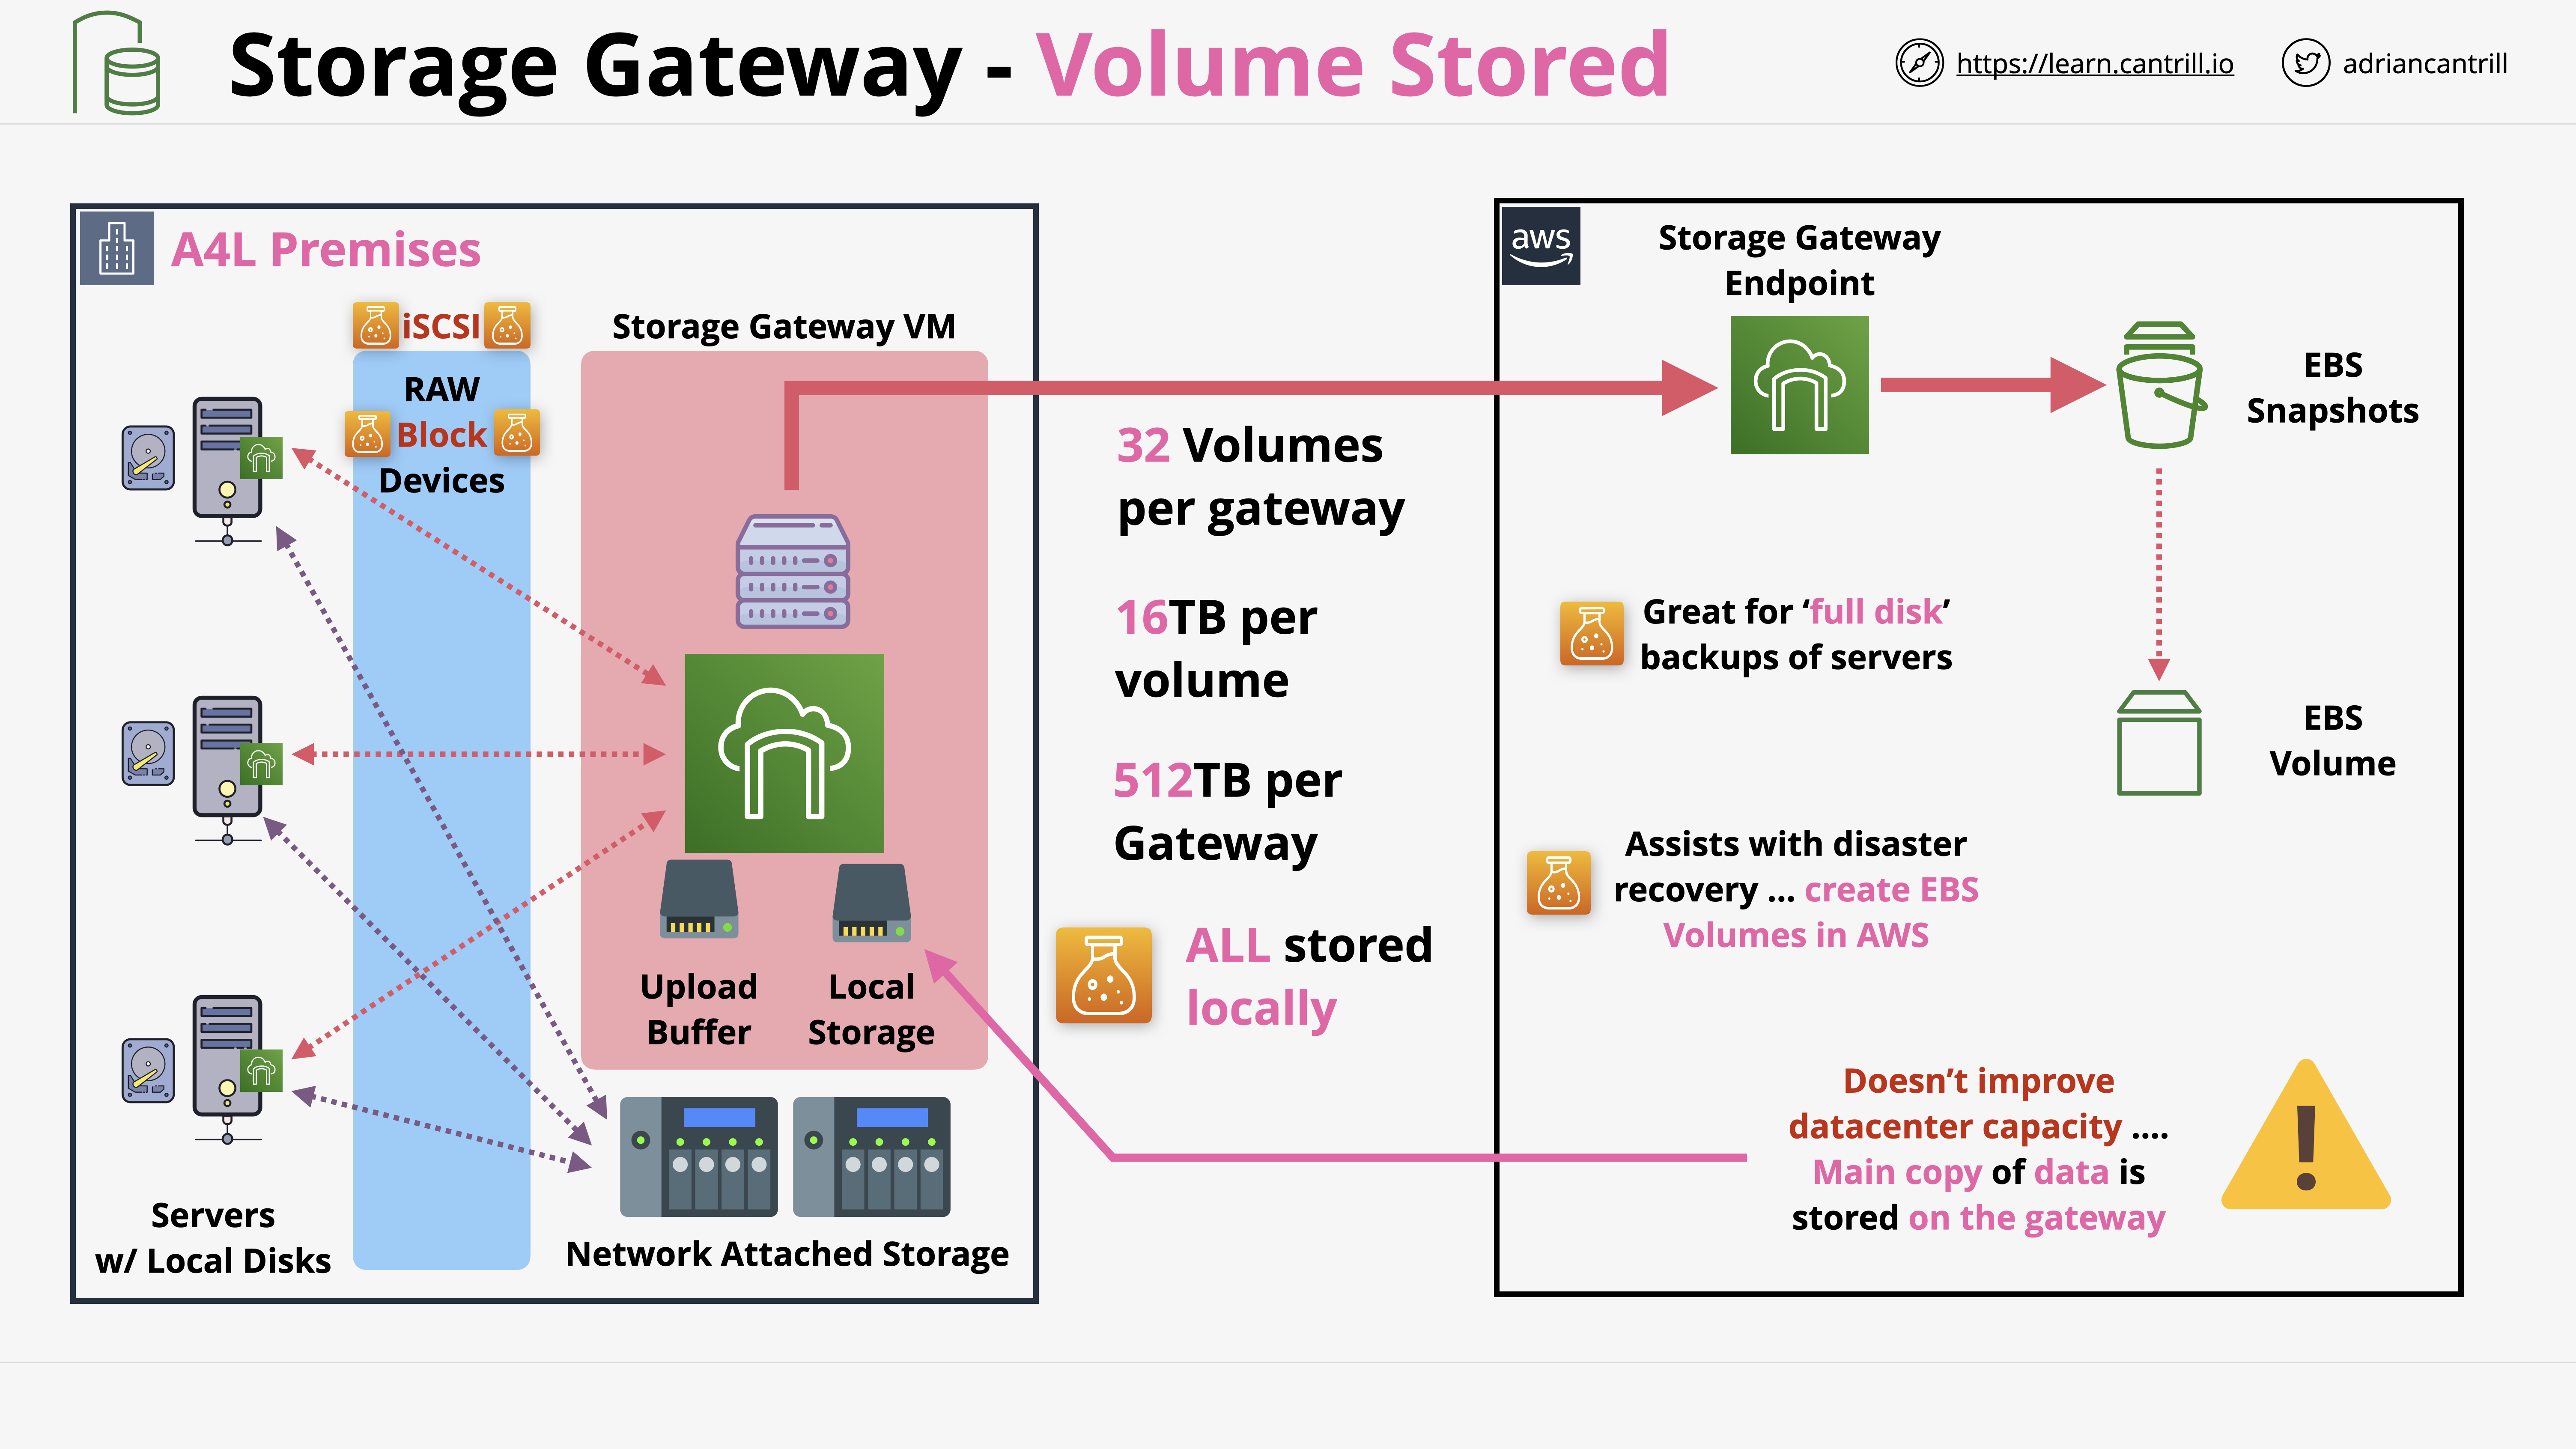 Storage Gateway - Volume Stored
https://learn.cantrill.io
adriancantrill
A4L Premises
iSCSI
RAW
Block
Devices
Storage Gateway VM
Upload
Buffer
Local
Storage
Servers
w/ Local Disks
Network Attached Storage
32 Volumes
per gateway
16TB per
volume
512TB per
Gateway
ALL stored
locally
aws
Storage Gateway
Endpoint
EBS
Snapshots
Great for ‘full disk’
backups of servers
EBS
Volume
Assists with disaster
recovery ... create EBS
Volumes in AWS
Doesn’t improve
datacenter capacity ....
Main copy of data is
stored on the gateway